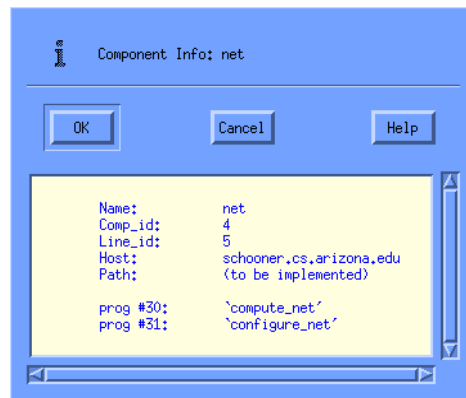 i Component Info: net
OK Cancel Help
Name: net
Comp_id: 4
Line_id: 5
Host: schooner.cs.arizona.edu
Path: (to be implemented)
prog #30: `compute_net'
prog #31: `configure_net'